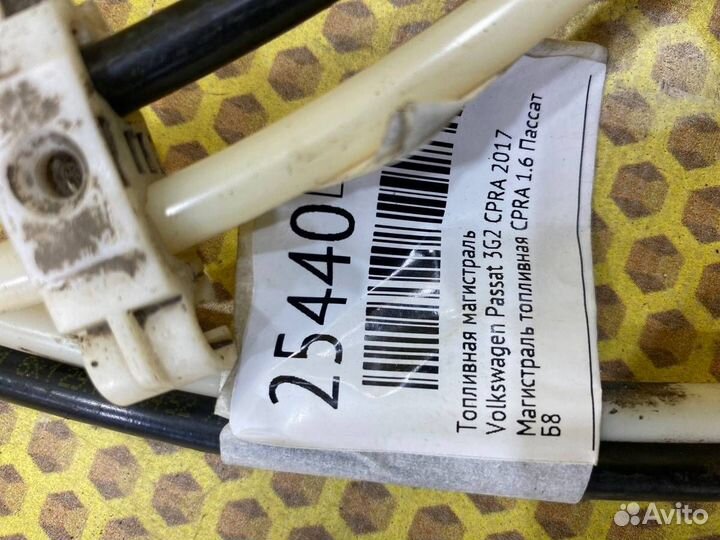 25440
Топливная магистраль
Volkswagen Passat 3G2 CPRA 2017
Магистраль топливная CPRA 1.6 Пассат
Б8
Avito